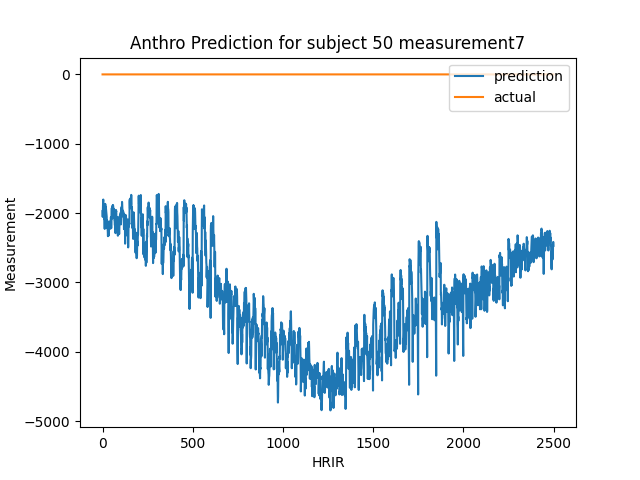 Anthro Prediction for subject 50 measurement7
prediction
actual
0
−1000
−2000
−3000
−4000
−5000
Measurement
0 500 1000 1500 2000 2500
HRIR